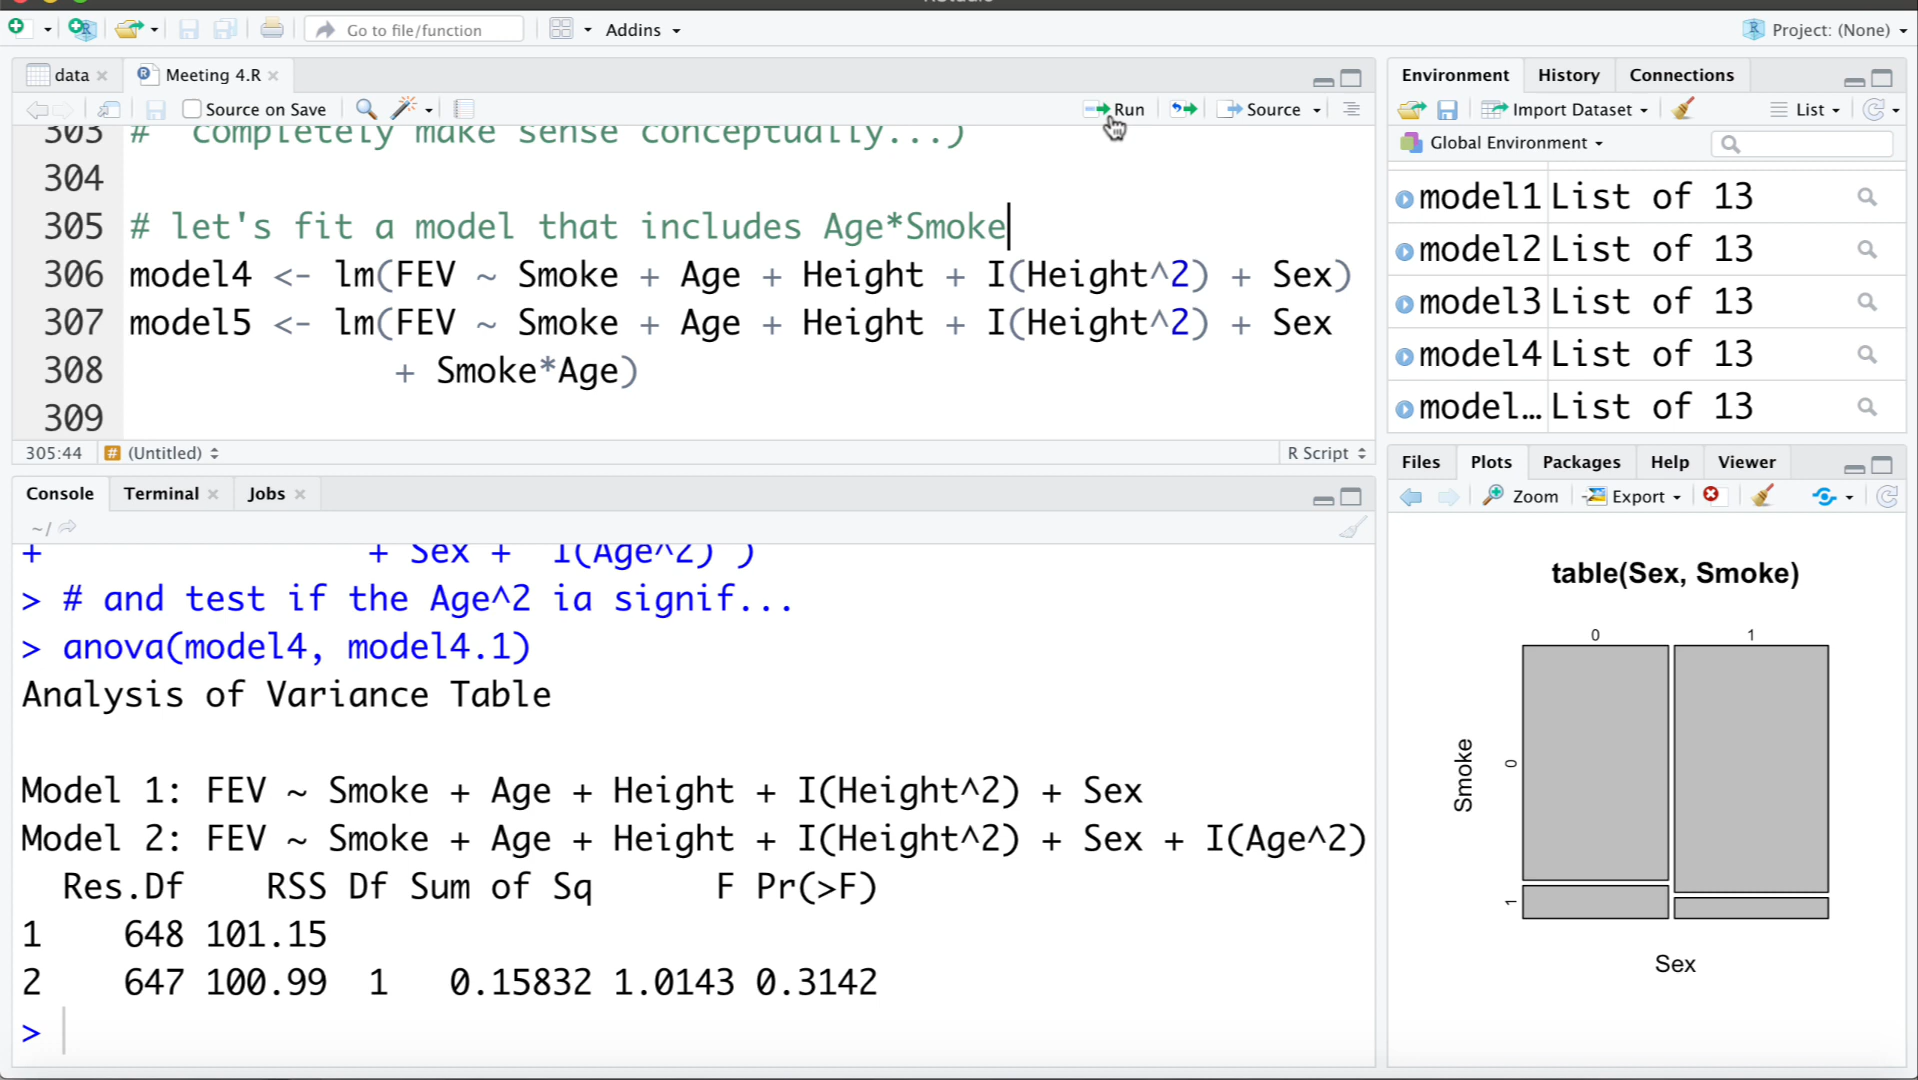 Go to file/function
Addins
Project: (None)
data
Meeting 4.R
Source on Save
Run
Source
303 # completely make sense conceptually...)
304
305 # let's fit a model that includes Age*Smoke
306 model4 <- lm(FEV ~ Smoke + Age + Height + I(Height^2) + Sex)
307 model5 <- lm(FEV ~ Smoke + Age + Height + I(Height^2) + Sex
308 + Smoke*Age)
309
305:44
# (Untitled)
R Script
Console
Terminal
Jobs
~/
+ + Sex + I(Age^2) )
> # and test if the Age^2 ia signif...
> anova(model4, model4.1)
Analysis of Variance Table
Model 1: FEV ~ Smoke + Age + Height + I(Height^2) + Sex
Model 2: FEV ~ Smoke + Age + Height + I(Height^2) + Sex + I(Age^2)
Res.Df RSS Df Sum of Sq F Pr(>F)
1 648 101.15
2 647 100.99 1 0.15832 1.0143 0.3142
>
Environment
History
Connections
Import Dataset
List
Global Environment
model1 List of 13
model2 List of 13
model3 List of 13
model4 List of 13
model… List of 13
Files
Plots
Packages
Help
Viewer
Zoom
Export
table(Sex, Smoke)
0 1
Smoke
0
1
Sex